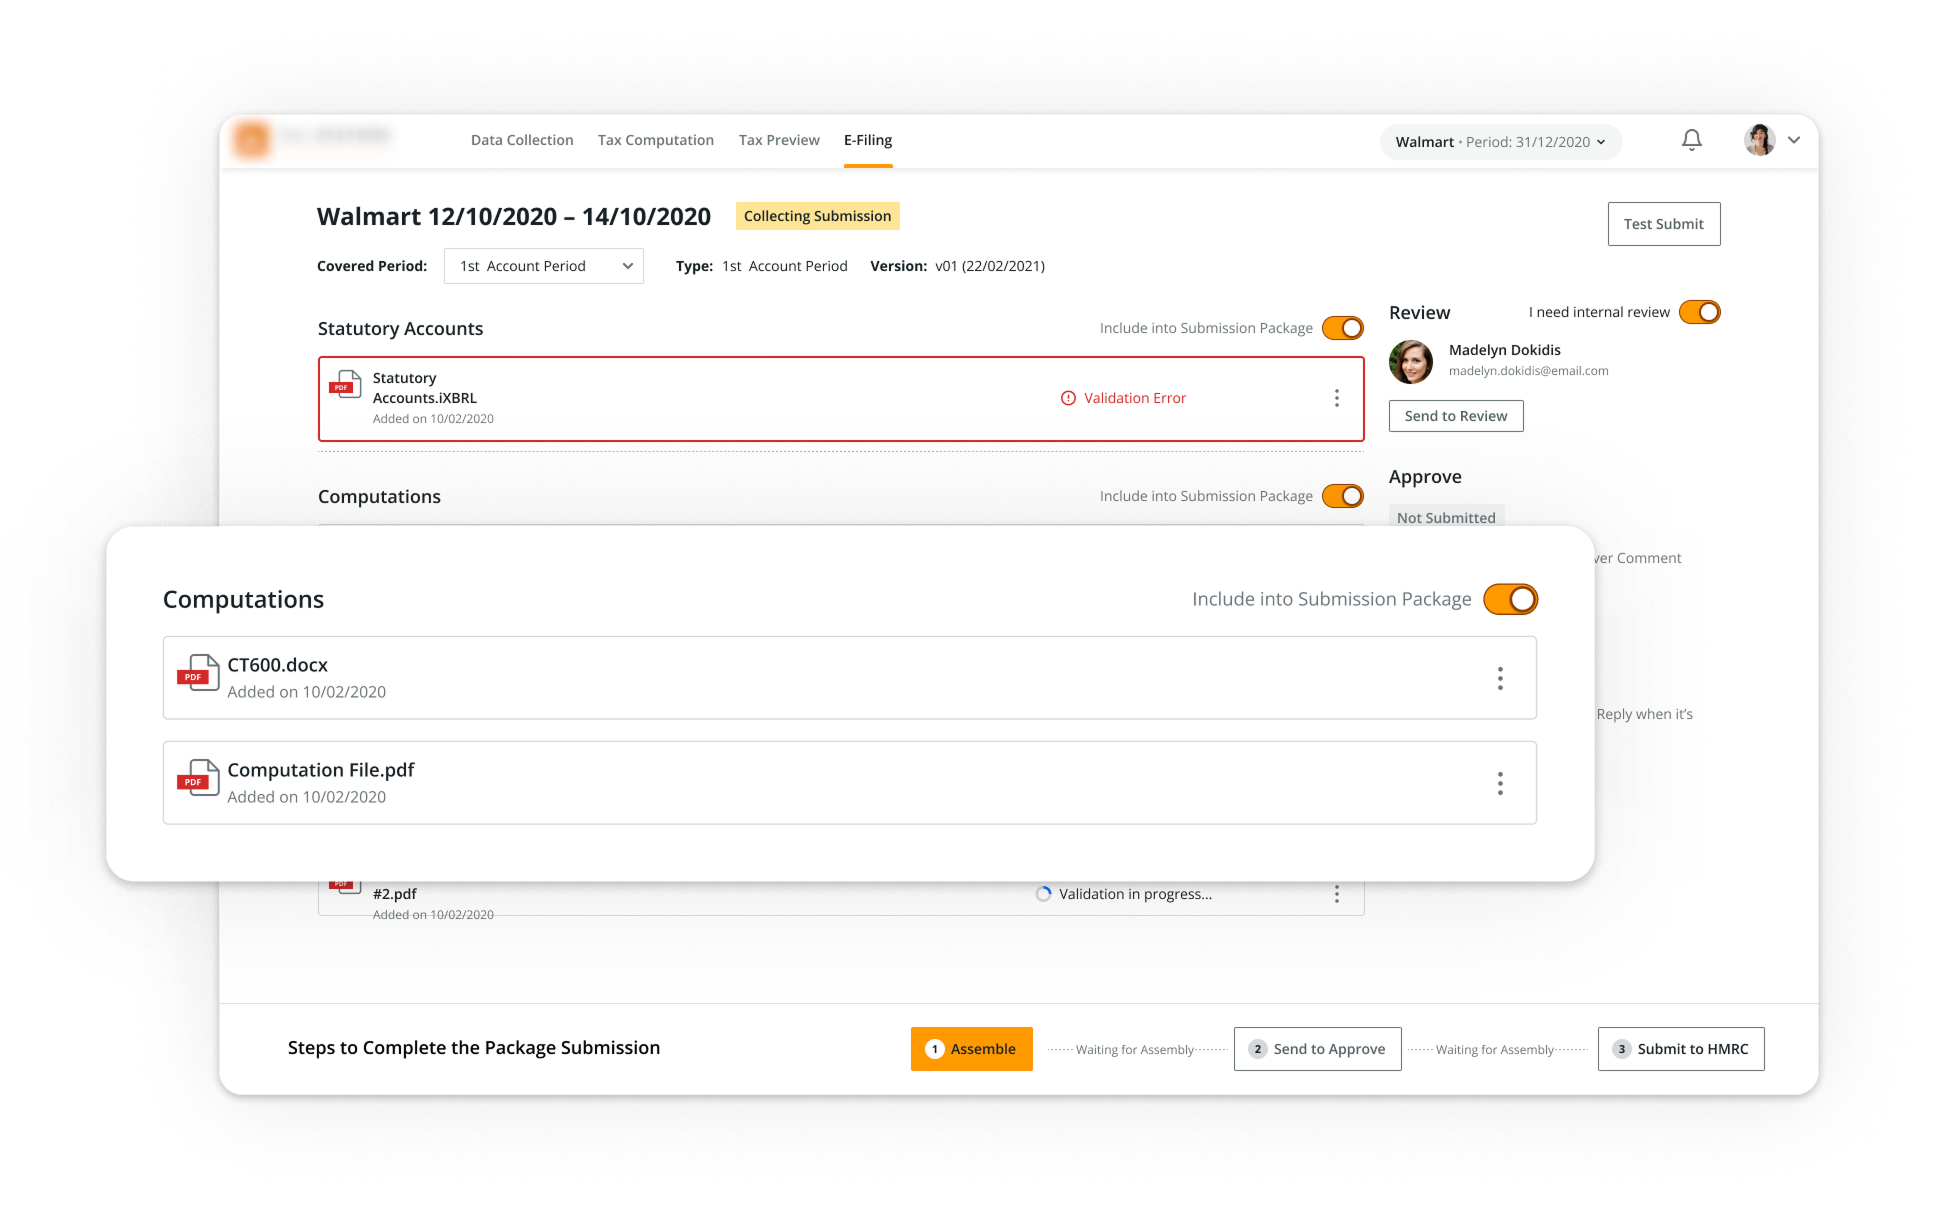 Data Collection
Tax Computation
Tax Preview
E-Filing
Walmart • Period: 31/12/2020
Walmart 12/10/2020 – 14/10/2020
Collecting Submission
Test Submit
Covered Period:
1st Account Period
Type: 1st Account Period
Version: v01 (22/02/2021)
Statutory Accounts
Include into Submission Package
PDF
Statutory
Accounts.iXBRL
Added on 10/02/2020
Validation Error
Review
I need internal review
Madelyn Dokidis
madelyn.dokidis@email.com
Send to Review
Computations
Include into Submission Package
Approve
Not Submitted
Comment
Reply when it's
Computations
Include into Submission Package
PDF
CT600.docx
Added on 10/02/2020
PDF
Computation File.pdf
Added on 10/02/2020
PDF
#2.pdf
Added on 10/02/2020
Validation in progress...
Steps to Complete the Package Submission
1 Assemble
Waiting for Assembly
2 Send to Approve
Waiting for Assembly
3 Submit to HMRC